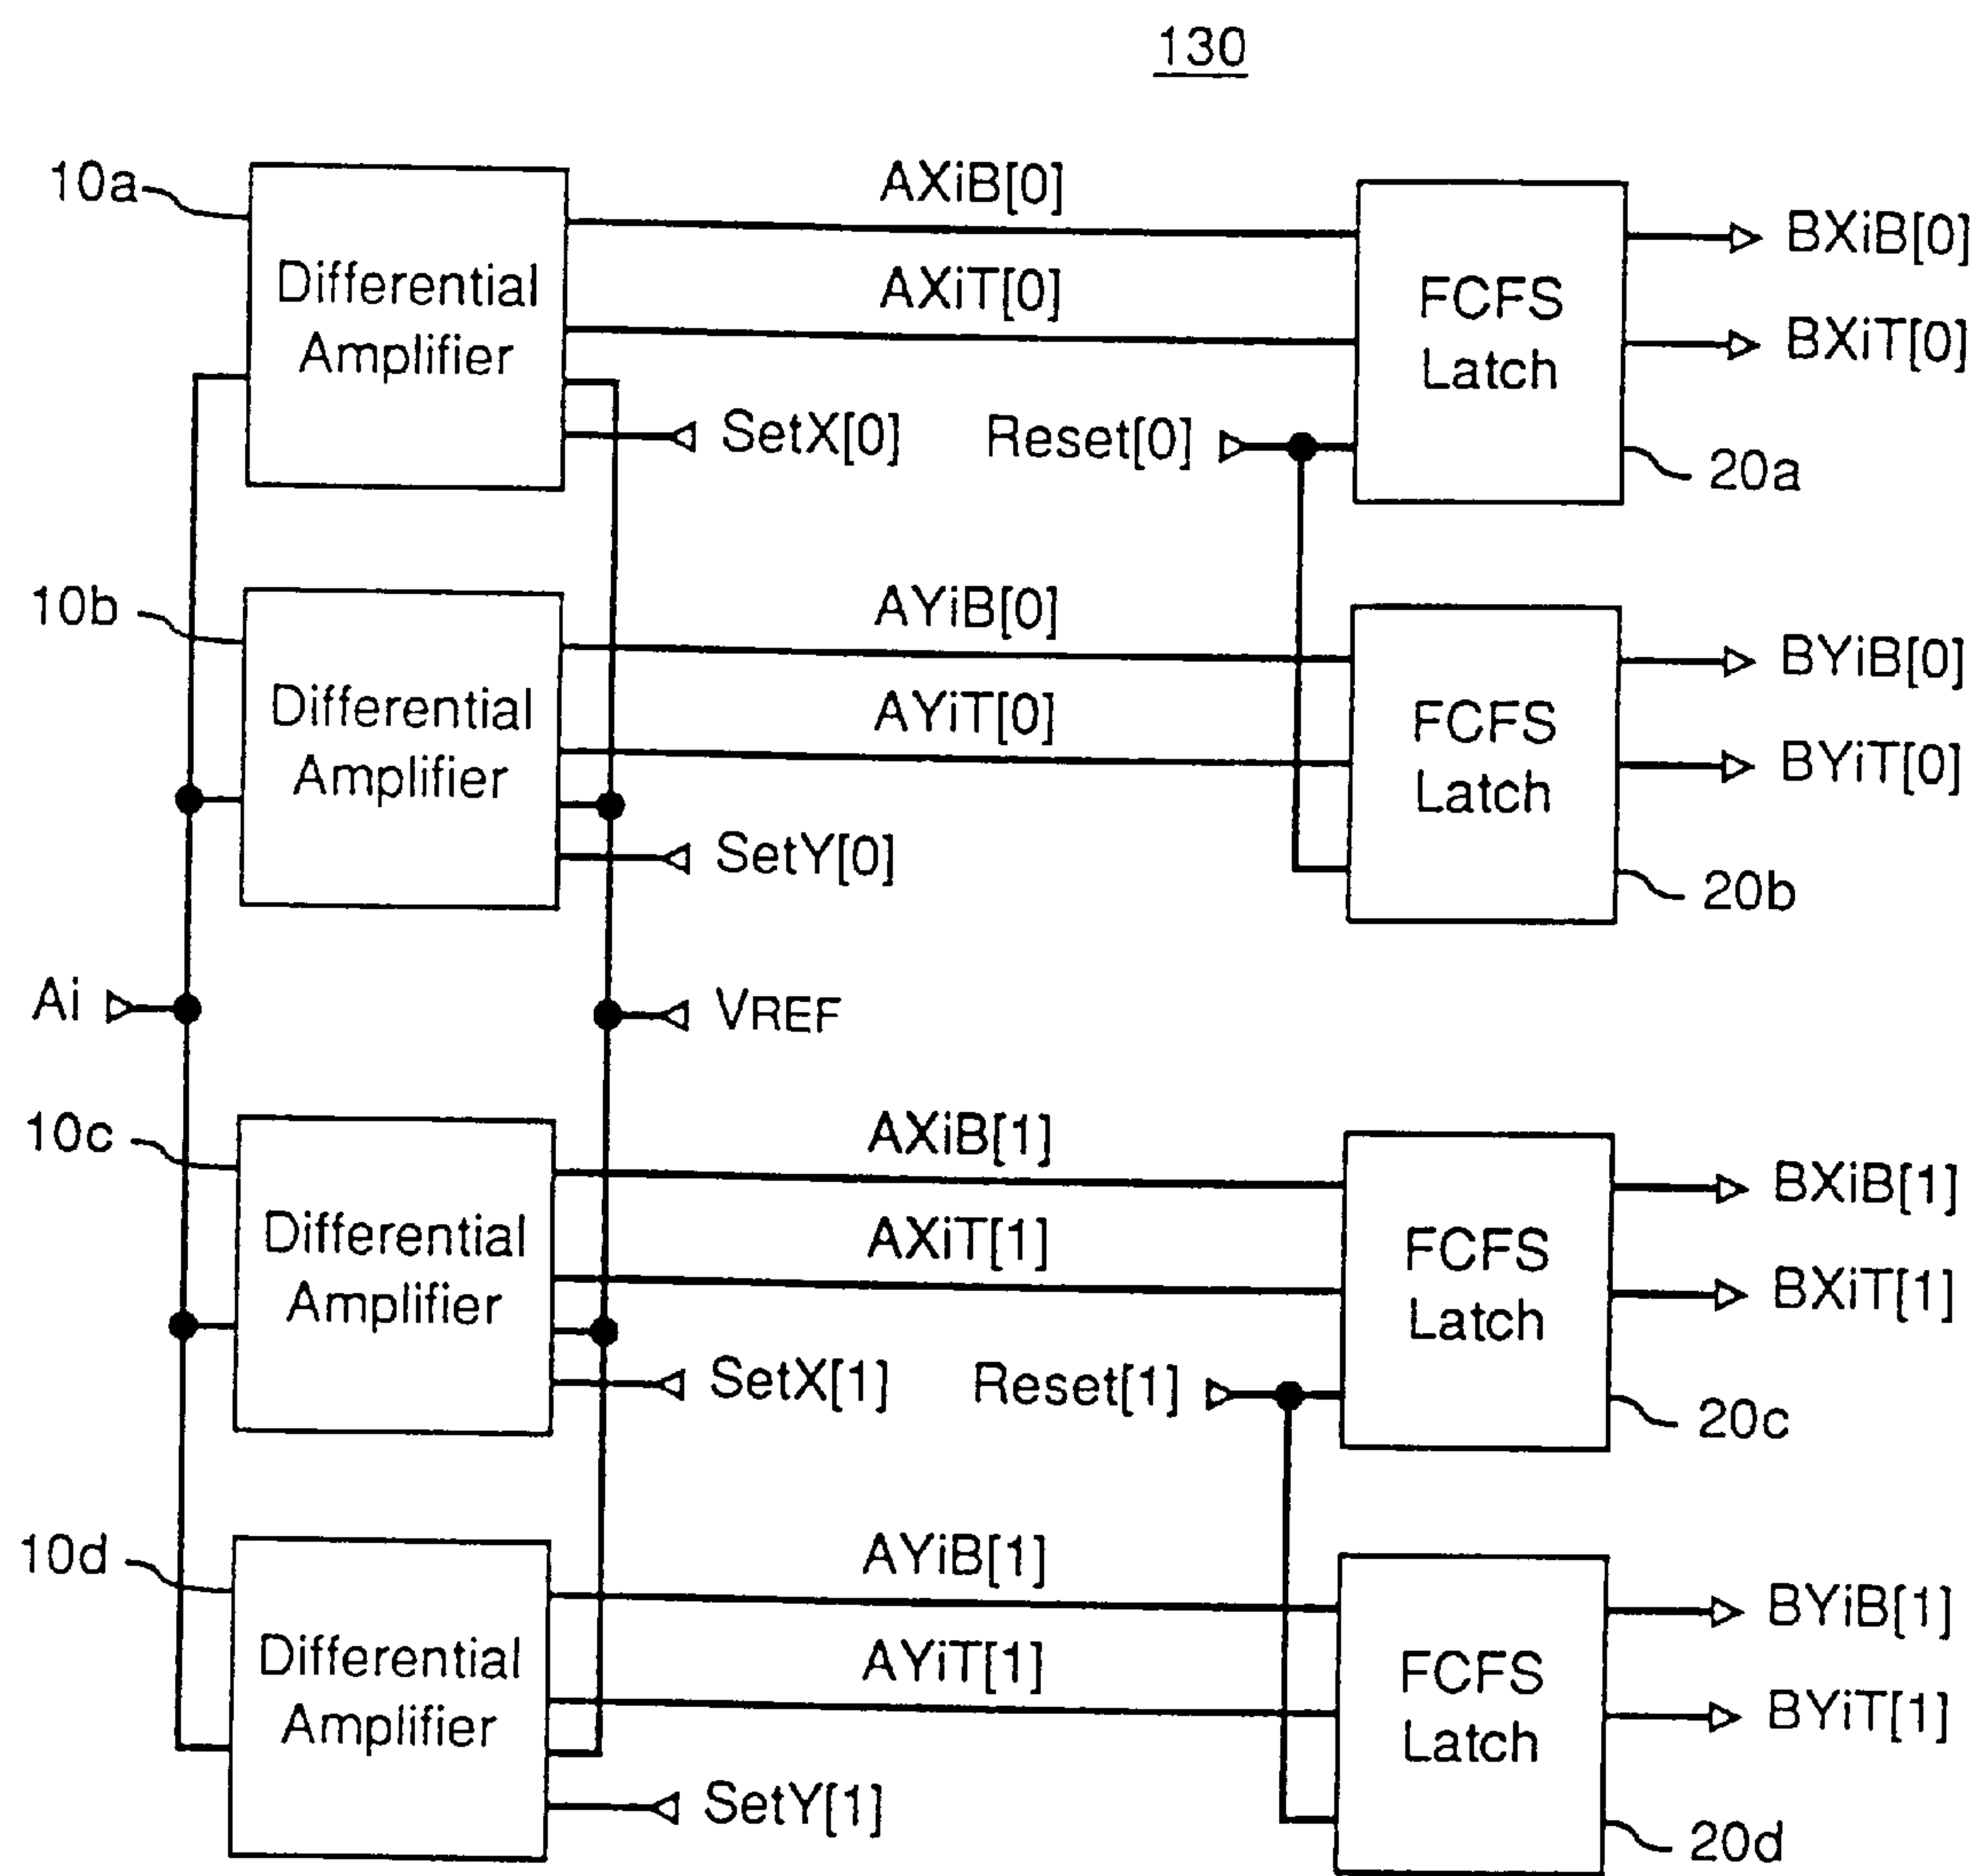 130
10a
Differential
Amplifier
AXiB[0]
AXiT[0]
SetX[0]
Reset[0]
FCFS
Latch
BXiB[0]
BXiT[0]
20a
10b
Differential
Amplifier
AYiB[0]
AYiT[0]
SetY[0]
FCFS
Latch
BYiB[0]
BYiT[0]
20b
Ai
VREF
10c
Differential
Amplifier
AXiB[1]
AXiT[1]
SetX[1]
Reset[1]
FCFS
Latch
BXiB[1]
BXiT[1]
20c
10d
Differential
Amplifier
AYiB[1]
AYiT[1]
SetY[1]
FCFS
Latch
BYiB[1]
BYiT[1]
20d